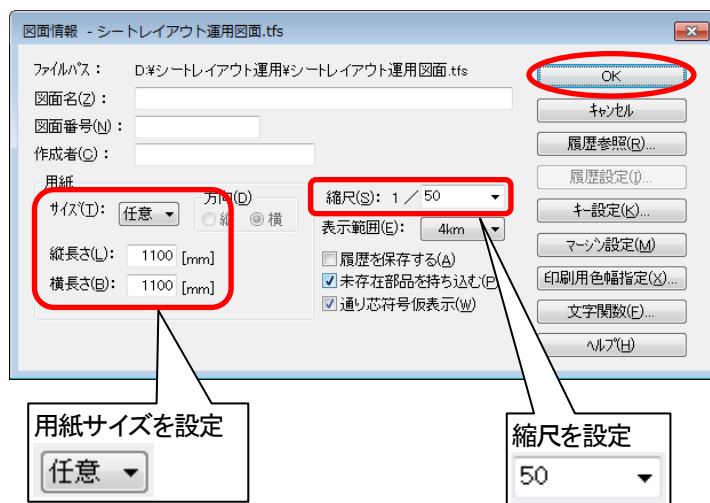 図面情報 - シートレイアウト運用図面.tfs
ﾌｧｲﾙﾊﾟｽ： D:¥シートレイアウト運用¥シートレイアウト運用図面.tfs
図面名(Z)：
図面番号(N)：
作成者(C)：
用紙
ｻｲｽﾞ(T)： 任意
方向(D)
縦 横
縦長さ(L)： 1100 [mm]
横長さ(B)： 1100 [mm]
縮尺(S)： 1 ／ 50
表示範囲(E)： 4km
履歴を保存する(A)
未存在部品を持ち込む(P)
通り芯符号仮表示(W)
OK
ｷｬﾝｾﾙ
履歴参照(R)...
履歴設定(I)...
ｷｰ設定(K)...
ﾏｰｼﾞﾝ設定(M)
印刷用色幅指定(X)...
文字関数(F)...
ﾍﾙﾌﾟ(H)
用紙サイズを設定
任意
縮尺を設定
50